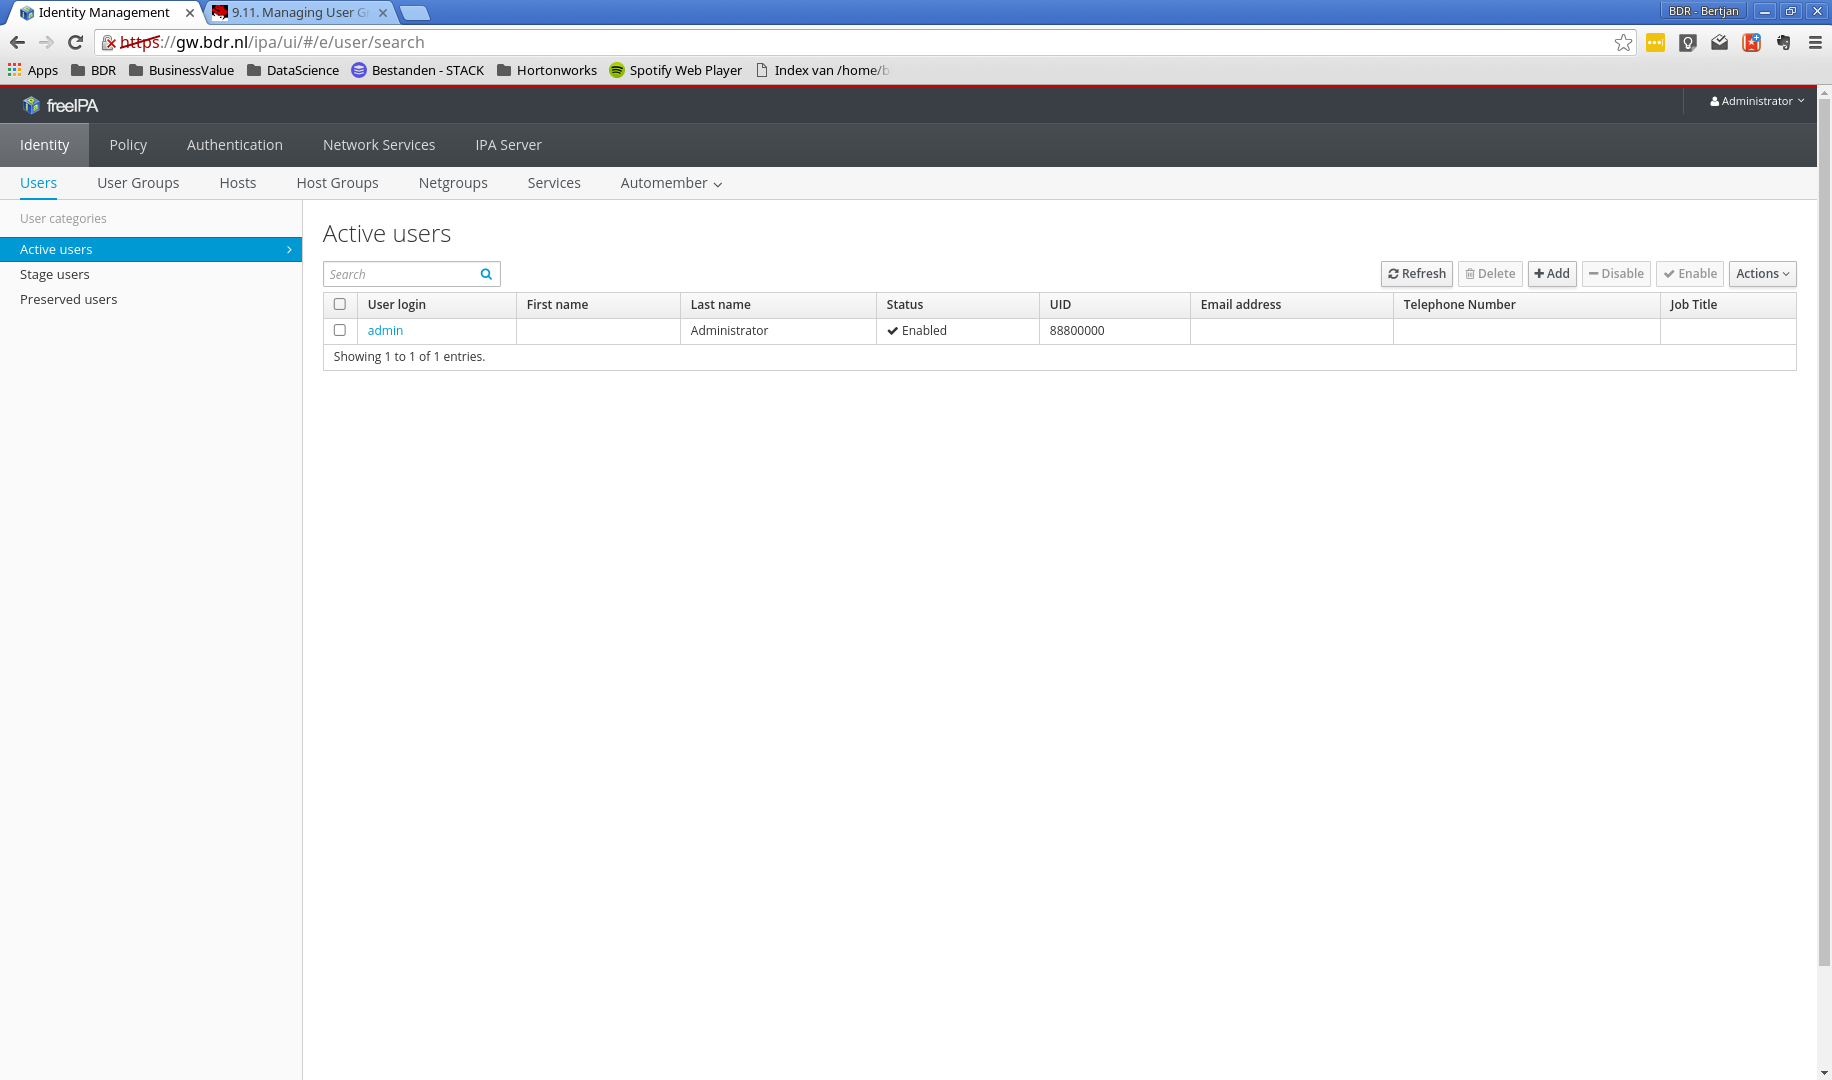 Identity Management
9.11. Managing User G
BDR - Bertjan
https://gw.bdr.nl/ipa/ui/#/e/user/search
Apps BDR BusinessValue DataScience Bestanden - STACK Hortonworks Spotify Web Player Index van /home/b
freeIPA
Administrator
Identity Policy Authentication Network Services IPA Server
Users User Groups Hosts Host Groups Netgroups Services Automember
User categories
Active users
Stage users
Preserved users
Active users
Search
Refresh Delete Add Disable Enable Actions
User login First name Last name Status UID Email address Telephone Number Job Title
admin Administrator Enabled 88800000
Showing 1 to 1 of 1 entries.